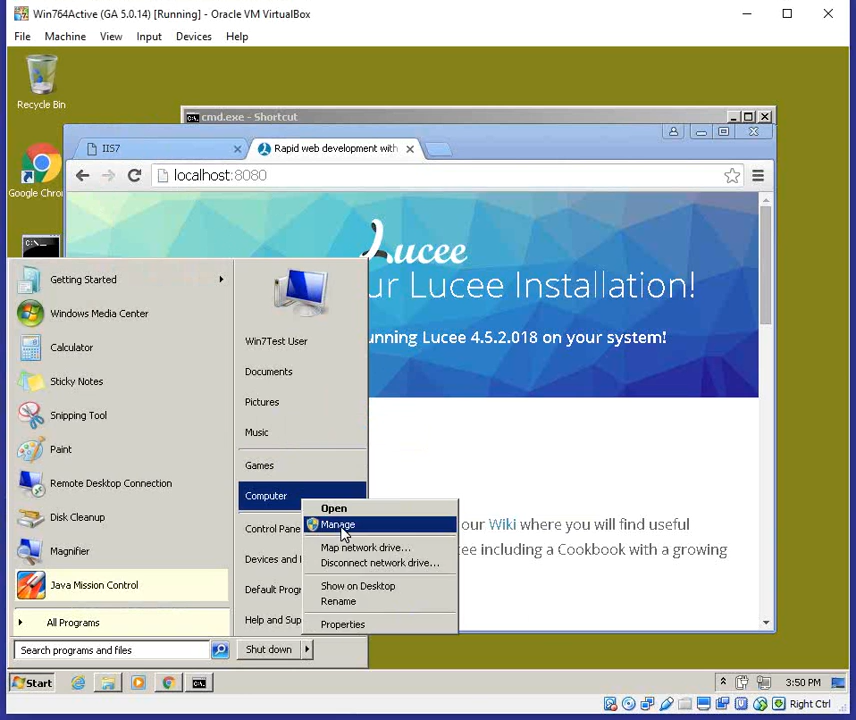 Win764Active (GA 5.0.14) [Running] - Oracle VM VirtualBox
File Machine View Input Devices Help
Recycle Bin
cmd.exe - Shortcut
IIS7
Rapid web development with
localhost:8080
Google Chro
Lucee
ur Lucee Installation!
unning Lucee 4.5.2.018 on your system!
our Wiki where you will find useful
ee including a Cookbook with a growing
Getting Started
Windows Media Center
Calculator
Sticky Notes
Snipping Tool
Paint
Remote Desktop Connection
Disk Cleanup
Magnifier
Java Mission Control
All Programs
Search programs and files
Win7Test User
Documents
Pictures
Music
Games
Computer
Control Pane
Devices and
Default Progr
Help and Sup
Shut down
Open
Manage
Map network drive...
Disconnect network drive...
Show on Desktop
Rename
Properties
Start
3:50 PM
Right Ctrl